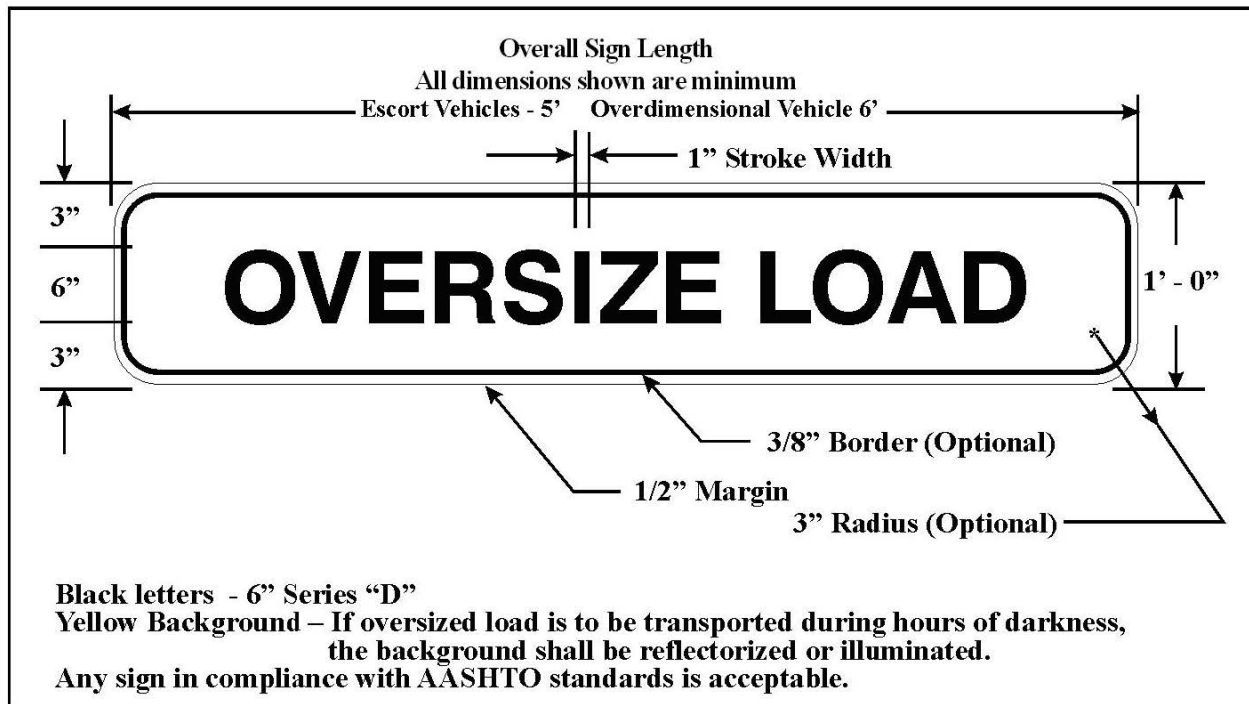 Overall Sign Length
All dimensions shown are minimum
Escort Vehicles - 5’ Overdimensional Vehicle 6’
1” Stroke Width
3”
6”
3”
OVERSIZE LOAD
*
1’ - 0”
3/8” Border (Optional)
1/2” Margin
3” Radius (Optional)
Black letters - 6” Series “D”
Yellow Background – If oversized load is to be transported during hours of darkness,
the background shall be reflectorized or illuminated.
Any sign in compliance with AASHTO standards is acceptable.